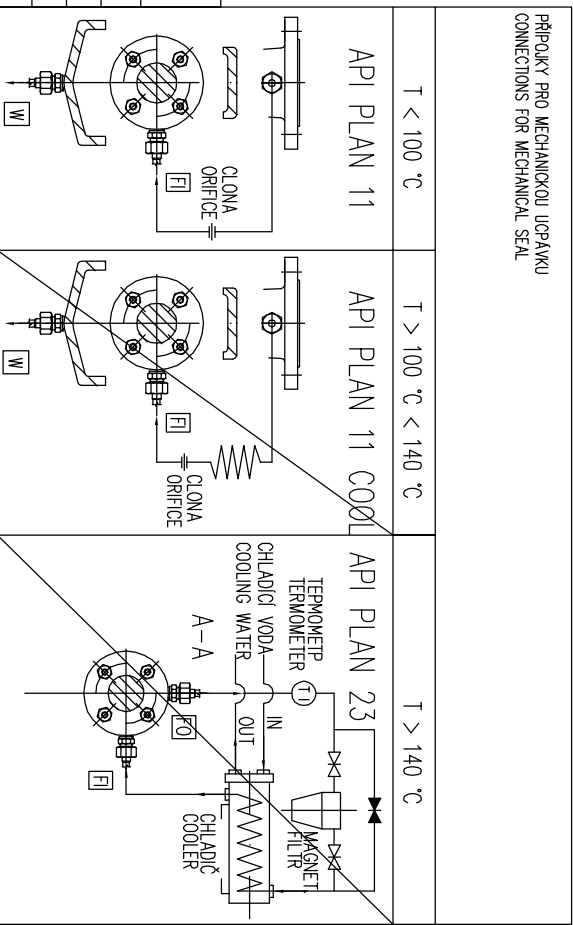 PŘÍPOJKY PRO MECHANICKOU UCPÁVKU
CONNECTIONS FOR MECHANICAL SEAL
T < 100 °C
API PLAN 11
CLONA
ORIFICE
FI
W
T > 100 °C < 140 °C
API PLAN 11 COOL
FI
CLONA
ORIFICE
W
T > 140 °C
API PLAN 23
ТЕРМОМЕТР
TERMOMETER
TI
CHLADÍCÍ VODA
COOLING WATER
IN
OUT
A-A
FO
FI
MAGNET
FILTR
CHLADIČ
COOLER